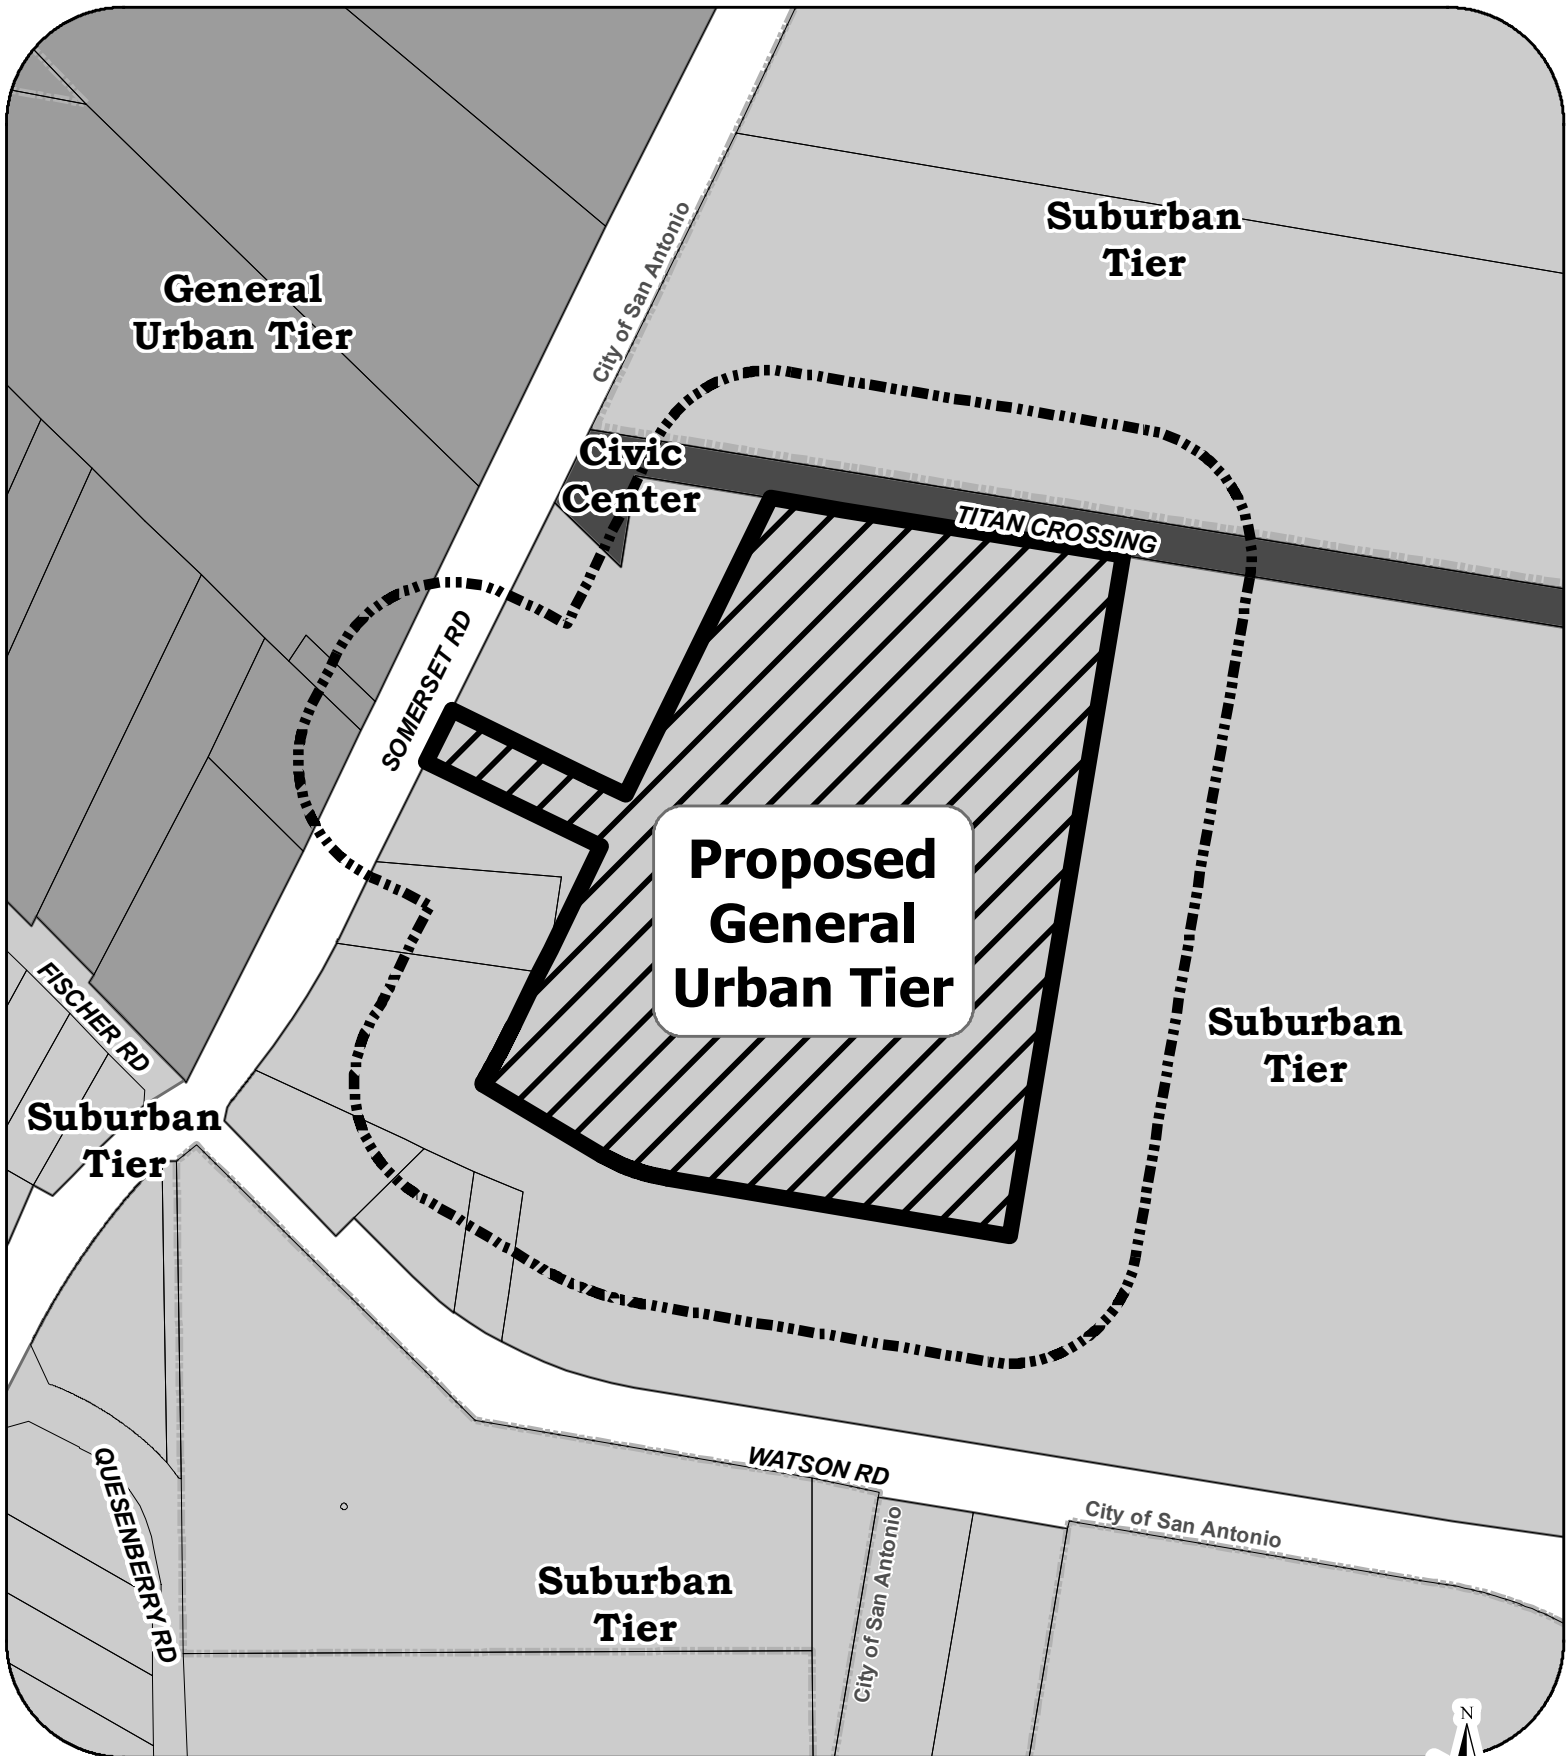 Suburban
Tier
General
Urban Tier
City of San Antonio
Civic
Center
TITAN CROSSING
SOMERSET RD
Proposed
General
Urban Tier
FISCHER RD
Suburban
Tier
Suburban
Tier
WATSON RD
QUESENBERRY RD
City of San Antonio
City of San Antonio
Suburban
Tier
N